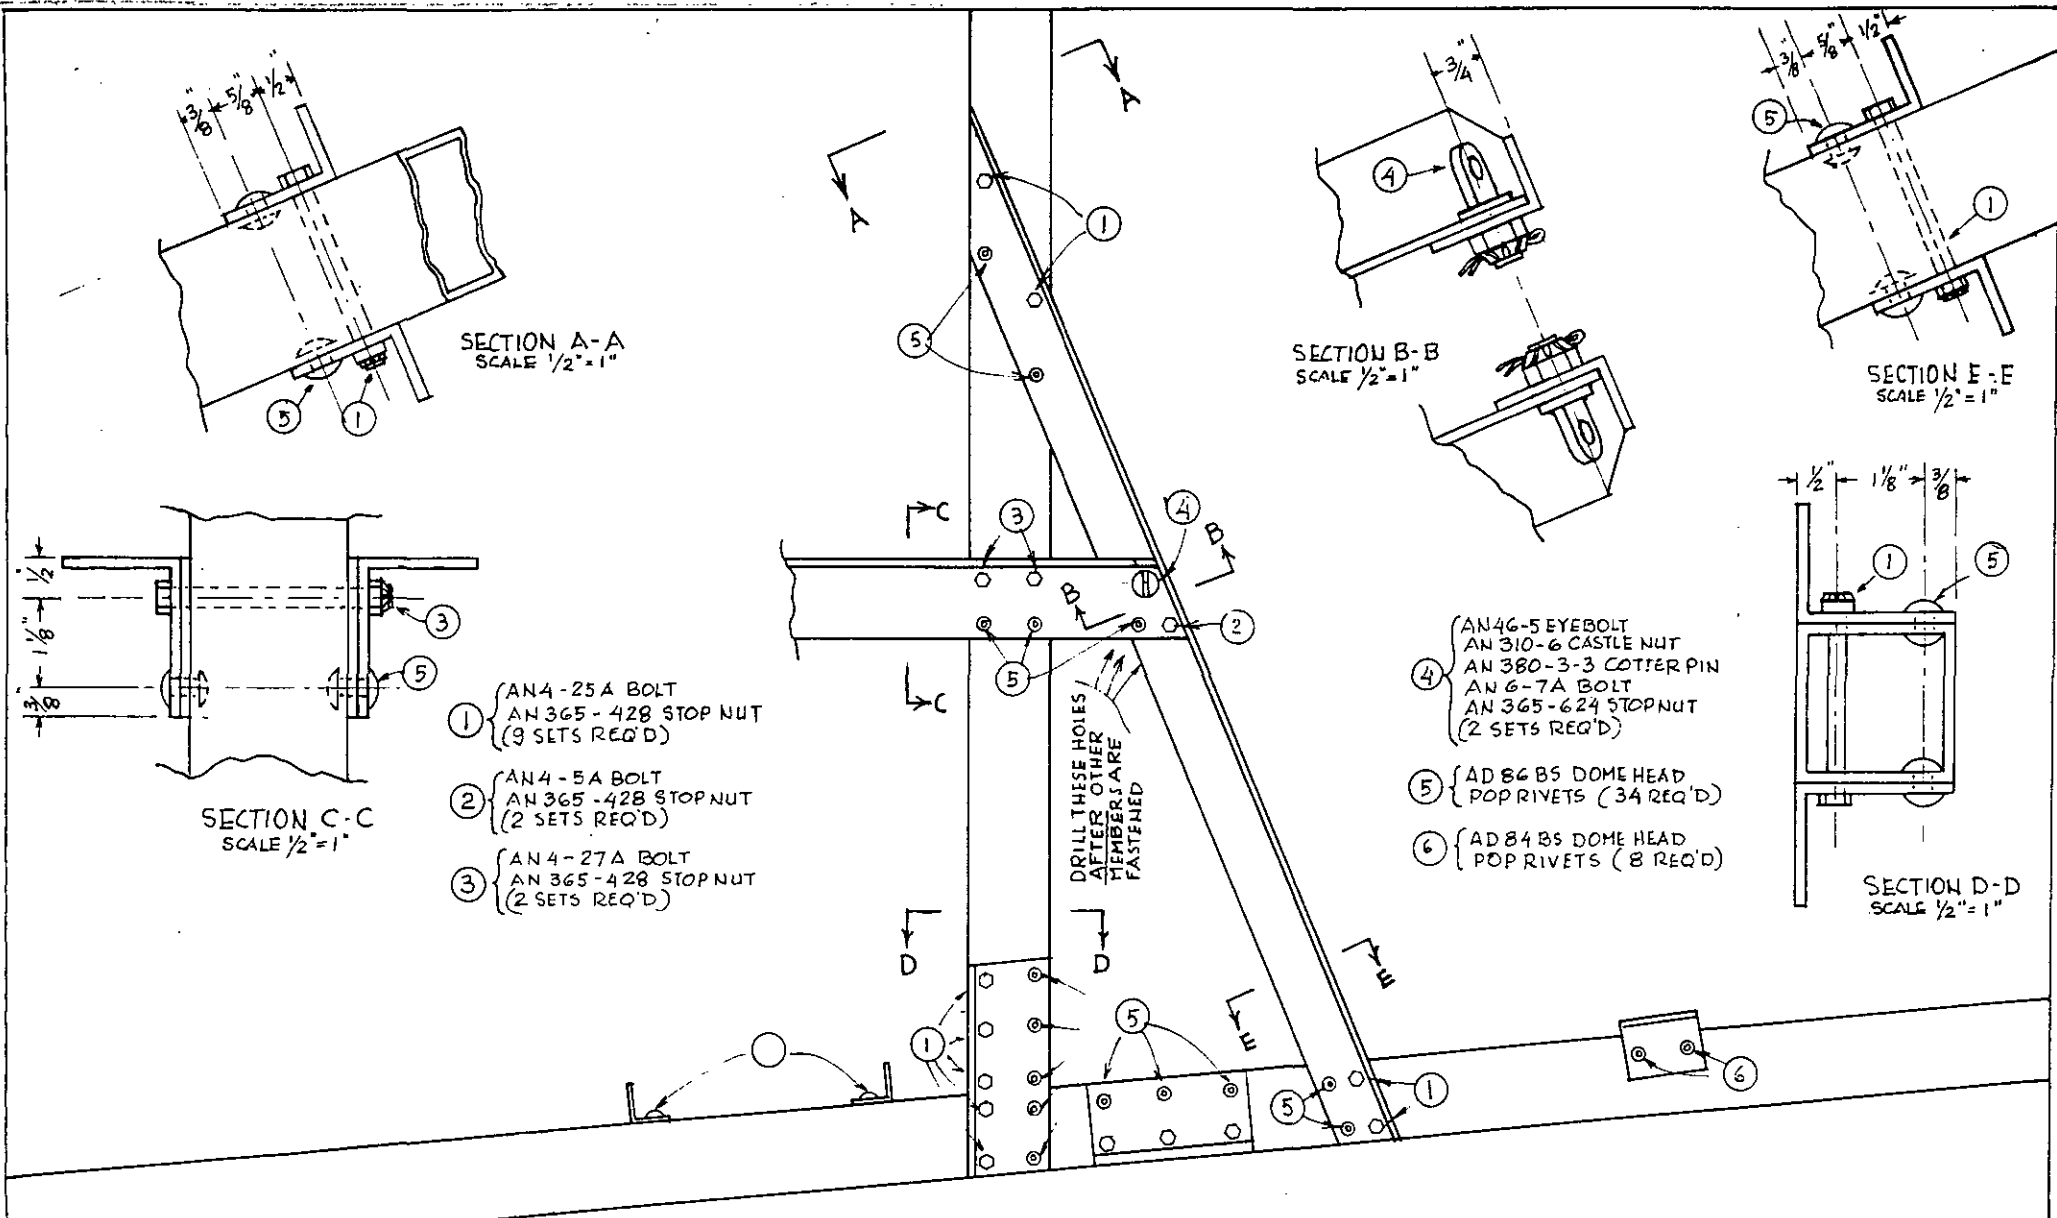 3/8" 5/8" 1/2"
A
A
3/4"
3/8" 5/8" 1/2"
5
4
1
1
5
5
1
SECTION A-A
SCALE 1/2"=1"
SECTION B-B
SCALE 1/2"=1"
SECTION E-E
SCALE 1/2"=1"
1/2"
1 1/8"
3/8"
3
5
SECTION C-C
SCALE 1/2"=1"
C
C
3
4
B
B
2
5
1/2" 1 1/8" 3/8
1
5
1
AN4-25A BOLT
AN 365-428 STOP NUT
(9 SETS REQ'D)
2
AN4-5A BOLT
AN 365-428 STOP NUT
(2 SETS REQ'D)
3
AN4-27A BOLT
AN 365-428 STOP NUT
(2 SETS REQ'D)
DRILL THESE HOLES
AFTER OTHER
MEMBERS ARE
FASTENED
4
AN46-5 EYEBOLT
AN 310-6 CASTLE NUT
AN 380-3-3 COTTER PIN
AN 6-7A BOLT
AN 365-624 STOPNUT
(2 SETS REQ'D)
5
AD 86 BS DOME HEAD
POP RIVETS (34 REQ'D)
6
AD 84 BS DOME HEAD
POP RIVETS (8 REQ'D)
SECTION D-D
SCALE 1/2"=1"
D
D
E
E
1
5
5
1
6